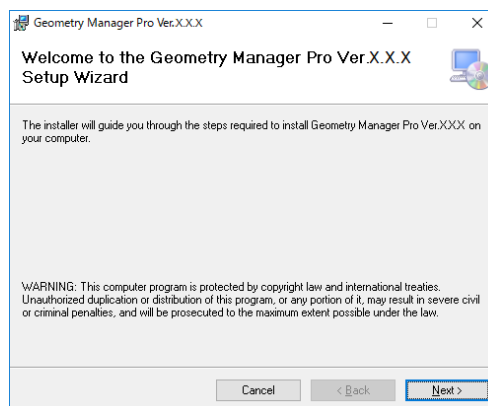 Geometry Manager Pro Ver.X.X.X
Welcome to the Geometry Manager Pro Ver.X.X.X
Setup Wizard
The installer will guide you through the steps required to install Geometry Manager Pro Ver.XXX on
your computer.
WARNING: This computer program is protected by copyright law and international treaties.
Unauthorized duplication or distribution of this program, or any portion of it, may result in severe civil
or criminal penalties, and will be prosecuted to the maximum extent possible under the law.
Cancel < Back Next >